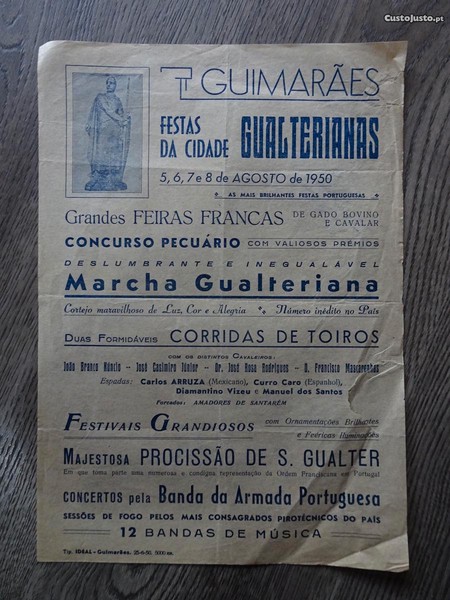 CustoJusto.pt
GUIMARÃES
FESTAS
DA CIDADE GUALTERIANAS
5, 6, 7 e 8 de AGOSTO de 1950
AS MAIS BRILHANTES FESTAS PORTUGUESAS
Grandes FEIRAS FRANCAS DE GADO BOVINO
E CAVALAR
CONCURSO PECUÁRIO COM VALIOSOS PRÉMIOS
DESLUMBRANTE E INEGUALÁVEL
Marcha Gualteriana
Cortejo maravilhoso de Luz, Cor e Alegria Número inédito no País
DUAS FORMIDÁVEIS CORRIDAS DE TOIROS
COM OS DISTINTOS CAVALEIROS:
João Branco Núncio - José Casimiro Júnior - Dr. José Rosa Rodrigues - D. Francisco Mascarenhas
Espadas: Carlos ARRUZA (Mexicano), Curro Caro (Espanhol),
Diamantino Vizeu e Manuel dos Santos
Forcados: AMADORES DE SANTARÉM
FESTIVAIS GRANDIOSOS com Ornamentações Brilhantes
e Feéricas Iluminações
MAJESTOSA PROCISSÃO DE S. GUALTER
Em que toma parte uma numerosa e condigna representação da Ordem Franciscana em Portugal
CONCERTOS pela Banda da Armada Portuguesa
SESSÕES DE FOGO PELOS MAIS CONSAGRADOS PIROTÉCNICOS DO PAÍS
12 BANDAS DE MÚSICA
Tip. IDEAL - Guimarães, 25-6-50, 5000 ex.